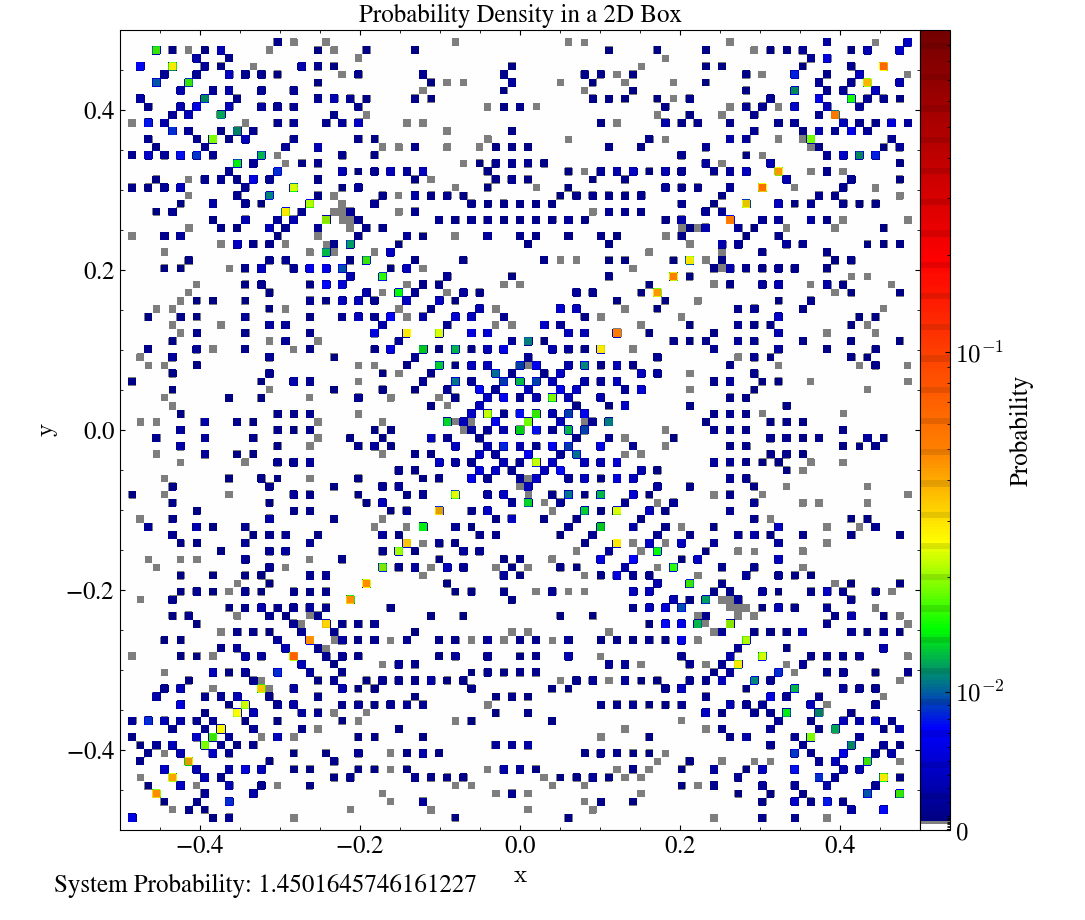 Probability Density in a 2D Box
0.4
0.2
0.0
−0.2
−0.4
y
−0.4 −0.2 0.0 0.2 0.4
x
10−1
10−2
0
Probability
System Probability: 1.4501645746161227